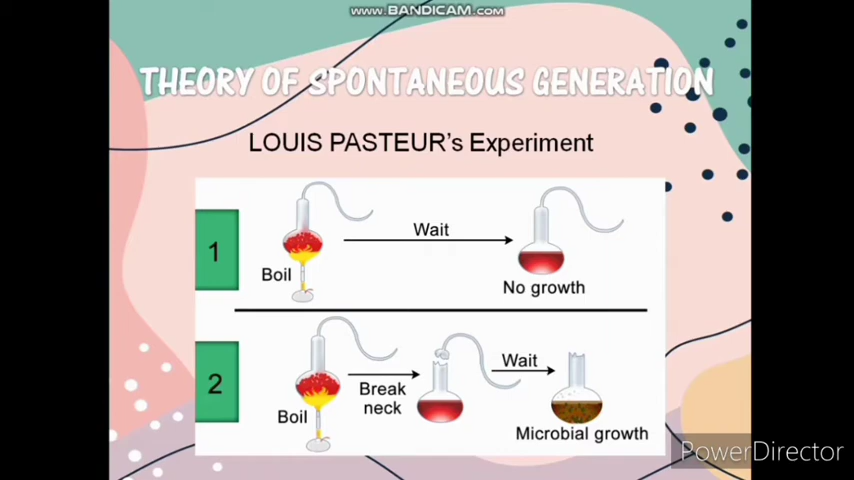 WWW.BANDICAM.COM
THEORY OF SPONTANEOUS GENERATION
LOUIS PASTEUR's Experiment
1
Boil
Wait
No growth
2
Boil
Break
neck
Wait
Microbial growth
PowerDirector